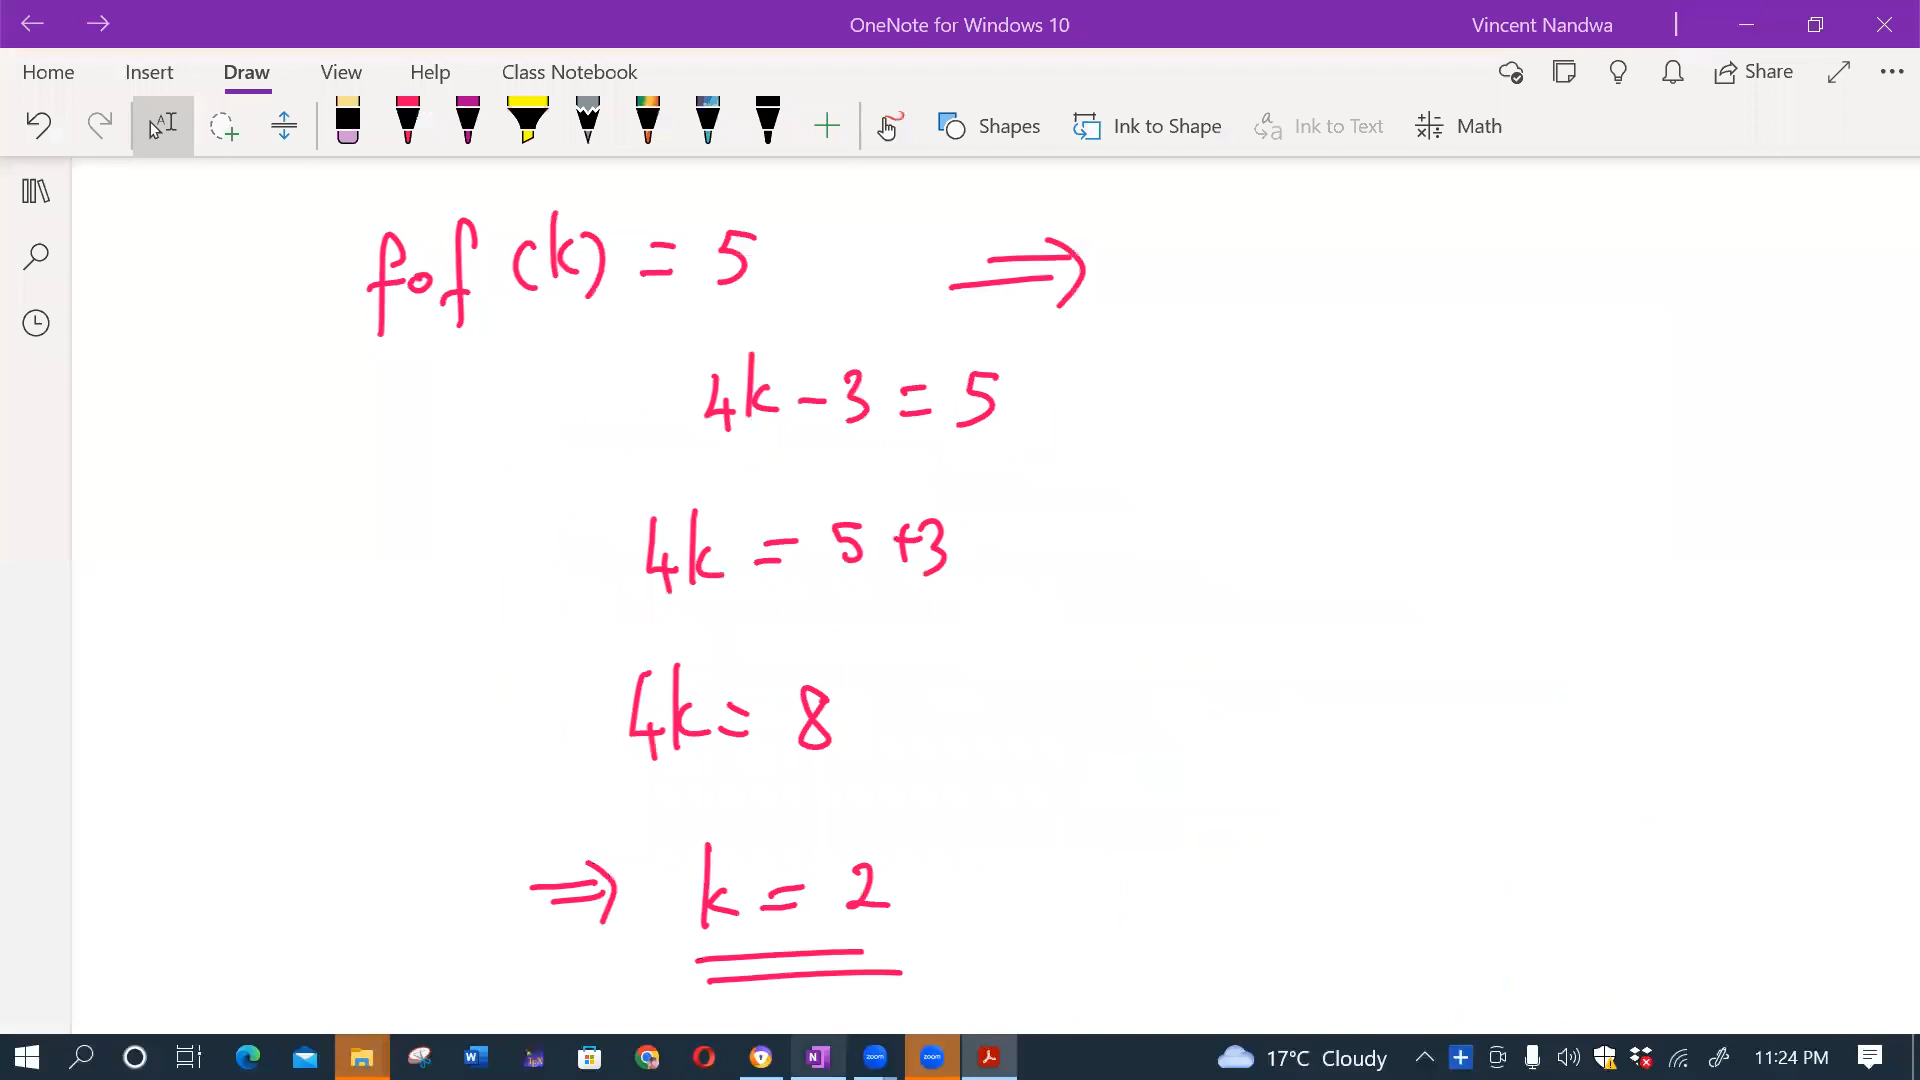 OneNote for Windows 10
Vincent Nandwa
Home Insert Draw View Help Class Notebook
Share
Shapes Ink to Shape Ink to Text Math
fof (k) = 5 ⟹
4k - 3 = 5
4k = 5 + 3
4k = 8
⟹ k = 2
17°C Cloudy
11:24 PM